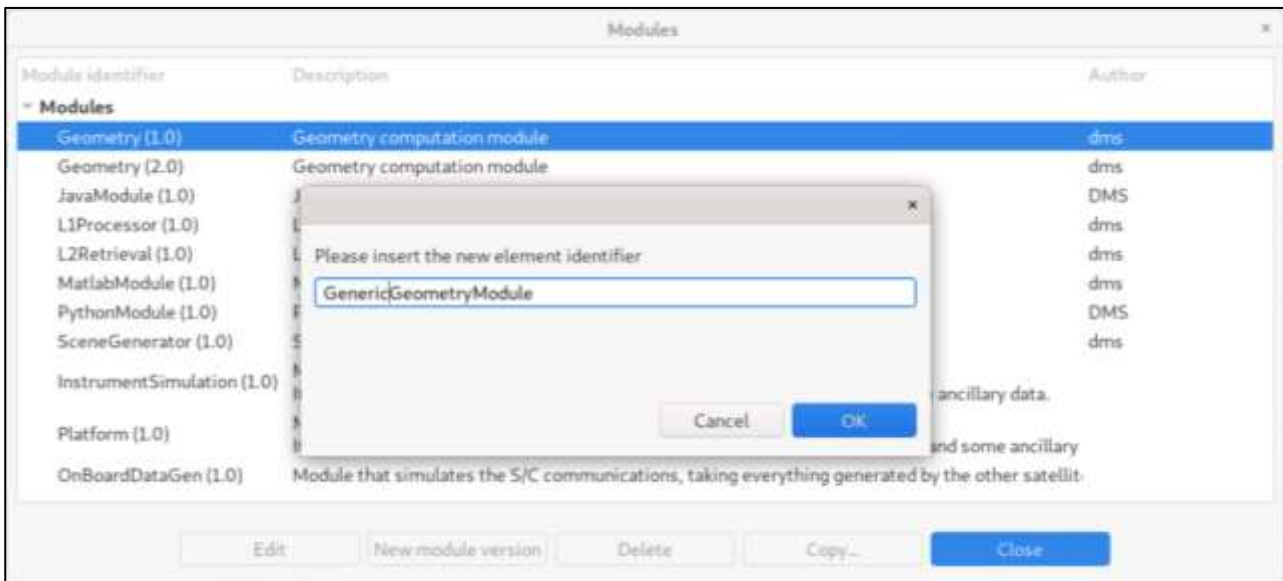 Modules
Module identifier Description Author
Modules
Geometry (1.0) Geometry computation module dms
Geometry (2.0) Geometry computation module dms
JavaModule (1.0) J DMS
L1Processor (1.0) L dms
L2Retrieval (1.0) L dms
MatlabModule (1.0) M dms
PythonModule (1.0) P DMS
SceneGenerator (1.0) S dms
Please insert the new element identifier
GenericGeometryModule
InstrumentSimulation (1.0) ancillary data.
Cancel OK
Platform (1.0) and some ancillary
OnBoardDataGen (1.0) Module that simulates the S/C communications, taking everything generated by the other satellit
Edit New module version Delete Copy... Close